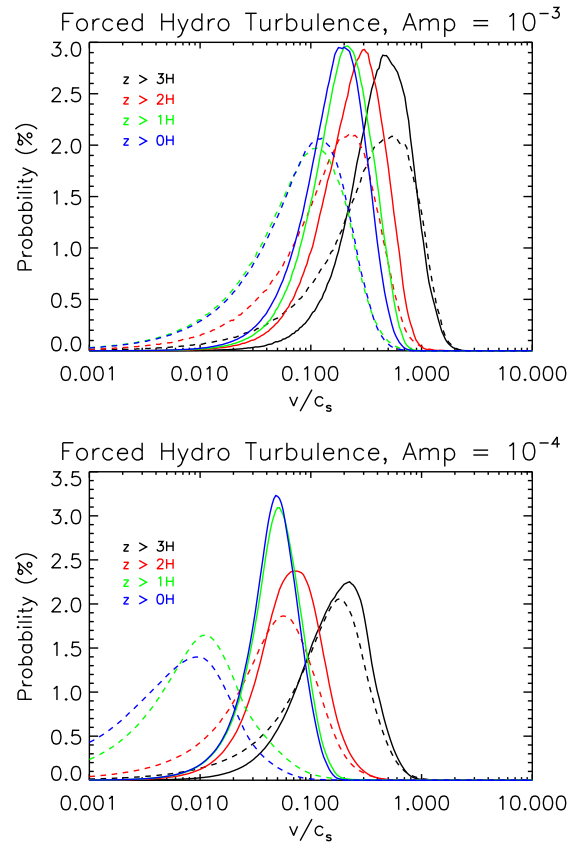 Forced Hydro Turbulence, Amp = 10⁻³
3.0
2.5
2.0
1.5
1.0
0.5
0.0
Probability (%)
z > 3H
z > 2H
z > 1H
z > 0H
0.001 0.010 0.100 1.000 10.000
v/cₛ
Forced Hydro Turbulence, Amp = 10⁻⁴
3.5
3.0
2.5
2.0
1.5
1.0
0.5
0.0
Probability (%)
z > 3H
z > 2H
z > 1H
z > 0H
0.001 0.010 0.100 1.000 10.000
v/cₛ